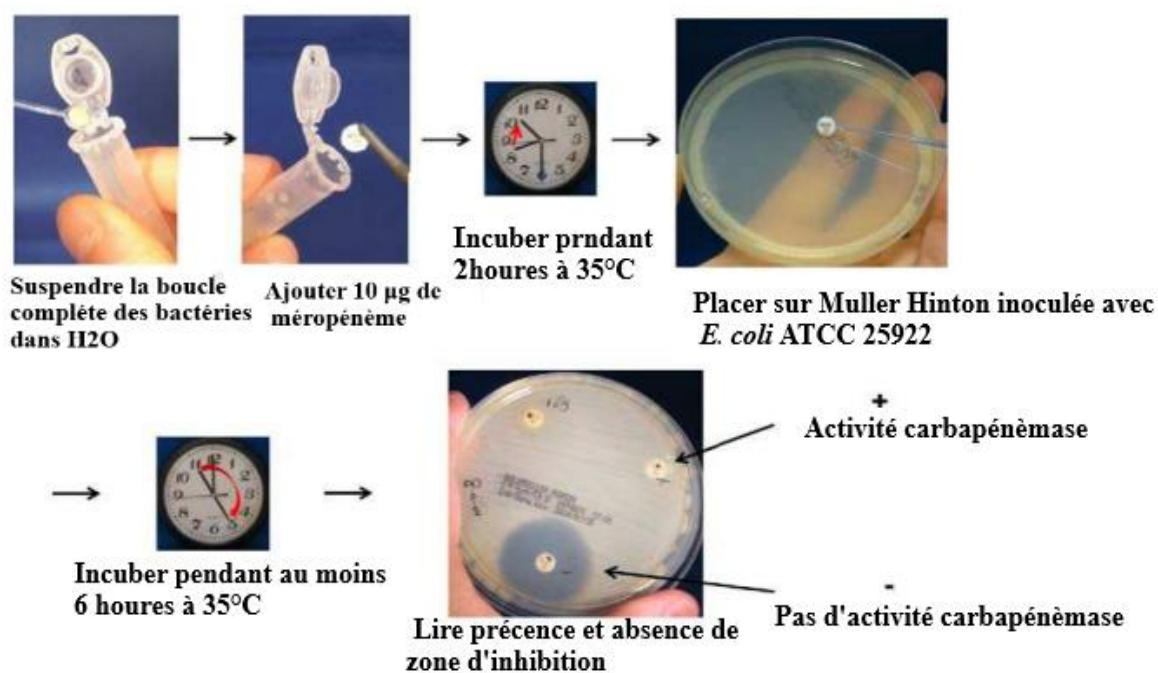 Suspendre la boucle
complète des bactéries
dans H2O
Ajouter 10 µg de
méropénème
Incuber prndant
2houres à 35°C
Placer sur Muller Hinton inoculée avec
E. coli ATCC 25922
Incuber pendant au moins
6 houres à 35°C
Lire précence et absence de
zone d'inhibition
+
Activité carbapénèmase
-
Pas d'activité carbapénèmase